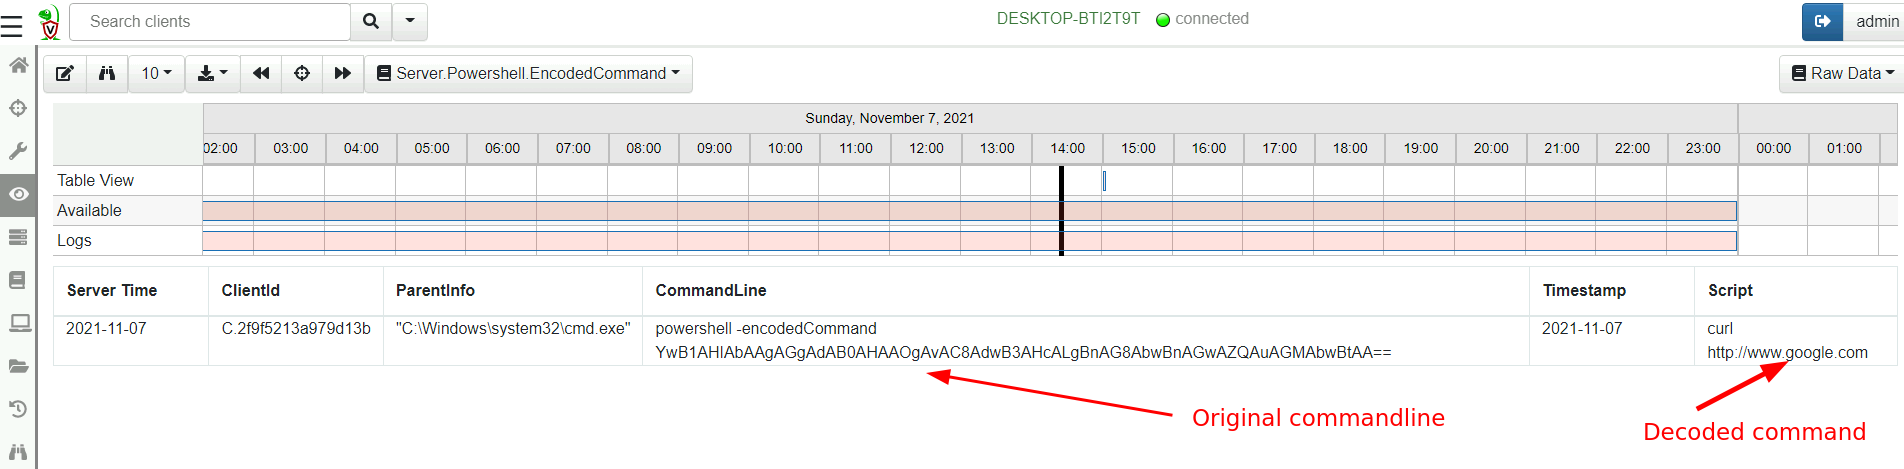 Search clients
DESKTOP-BTI2T9T connected
admin
10
Server.Powershell.EncodedCommand
Raw Data
Sunday, November 7, 2021
02:00 03:00 04:00 05:00 06:00 07:00 08:00 09:00 10:00 11:00 12:00 13:00 14:00 15:00 16:00 17:00 18:00 19:00 20:00 21:00 22:00 23:00 00:00 01:00
Table View
Available
Logs
Server Time ClientId ParentInfo CommandLine Timestamp Script
2021-11-07 C.2f9f5213a979d13b "C:\Windows\system32\cmd.exe" powershell -encodedCommand 2021-11-07 curl
YwB1AHIAbAAgAGgAdAB0AHAAOgAvAC8AdwB3AHcALgBnAG8AbwBnAGwAZQAuAGMAbwBtAA== http://www.google.com
Original commandline
Decoded command